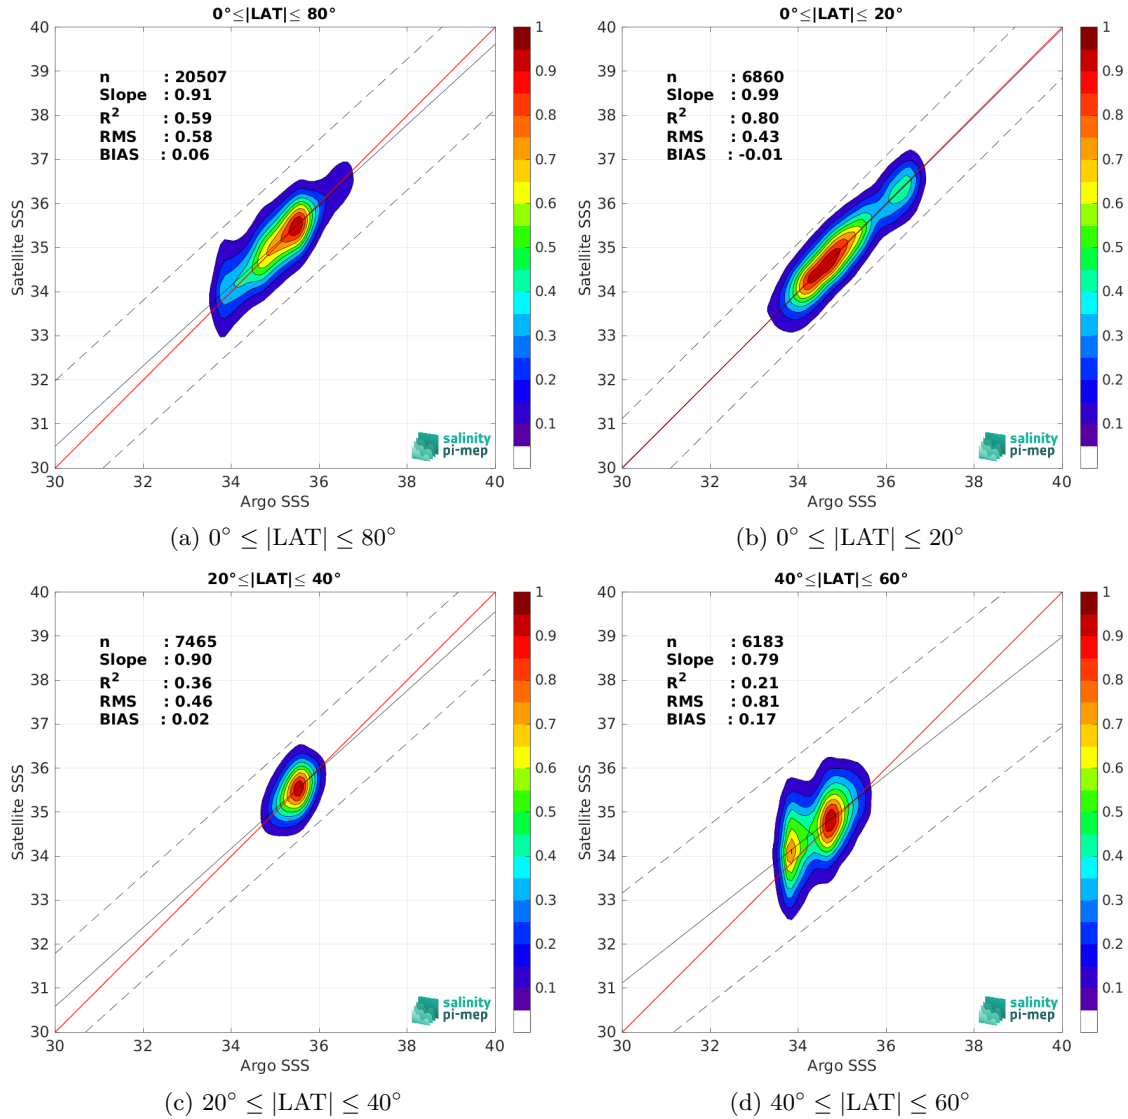 0°≤|LAT|≤ 80°
40
39
38
37
36
35
34
33
32
31
30
30
32
34
36
38
40
Satellite SSS
Argo SSS
n : 20507
Slope : 0.91
R² : 0.59
RMS : 0.58
BIAS : 0.06
salinity
pi-mep
1
0.9
0.8
0.7
0.6
0.5
0.4
0.3
0.2
0.1
(a) 0° ≤ |LAT| ≤ 80°
0°≤|LAT|≤ 20°
40
39
38
37
36
35
34
33
32
31
30
30
32
34
36
38
40
Satellite SSS
Argo SSS
n : 6860
Slope : 0.99
R² : 0.80
RMS : 0.43
BIAS : -0.01
salinity
pi-mep
1
0.9
0.8
0.7
0.6
0.5
0.4
0.3
0.2
0.1
(b) 0° ≤ |LAT| ≤ 20°
20°≤|LAT|≤ 40°
40
39
38
37
36
35
34
33
32
31
30
30
32
34
36
38
40
Satellite SSS
Argo SSS
n : 7465
Slope : 0.90
R² : 0.36
RMS : 0.46
BIAS : 0.02
salinity
pi-mep
1
0.9
0.8
0.7
0.6
0.5
0.4
0.3
0.2
0.1
(c) 20° ≤ |LAT| ≤ 40°
40°≤|LAT|≤ 60°
40
39
38
37
36
35
34
33
32
31
30
30
32
34
36
38
40
Satellite SSS
Argo SSS
n : 6183
Slope : 0.79
R² : 0.21
RMS : 0.81
BIAS : 0.17
salinity
pi-mep
1
0.9
0.8
0.7
0.6
0.5
0.4
0.3
0.2
0.1
(d) 40° ≤ |LAT| ≤ 60°